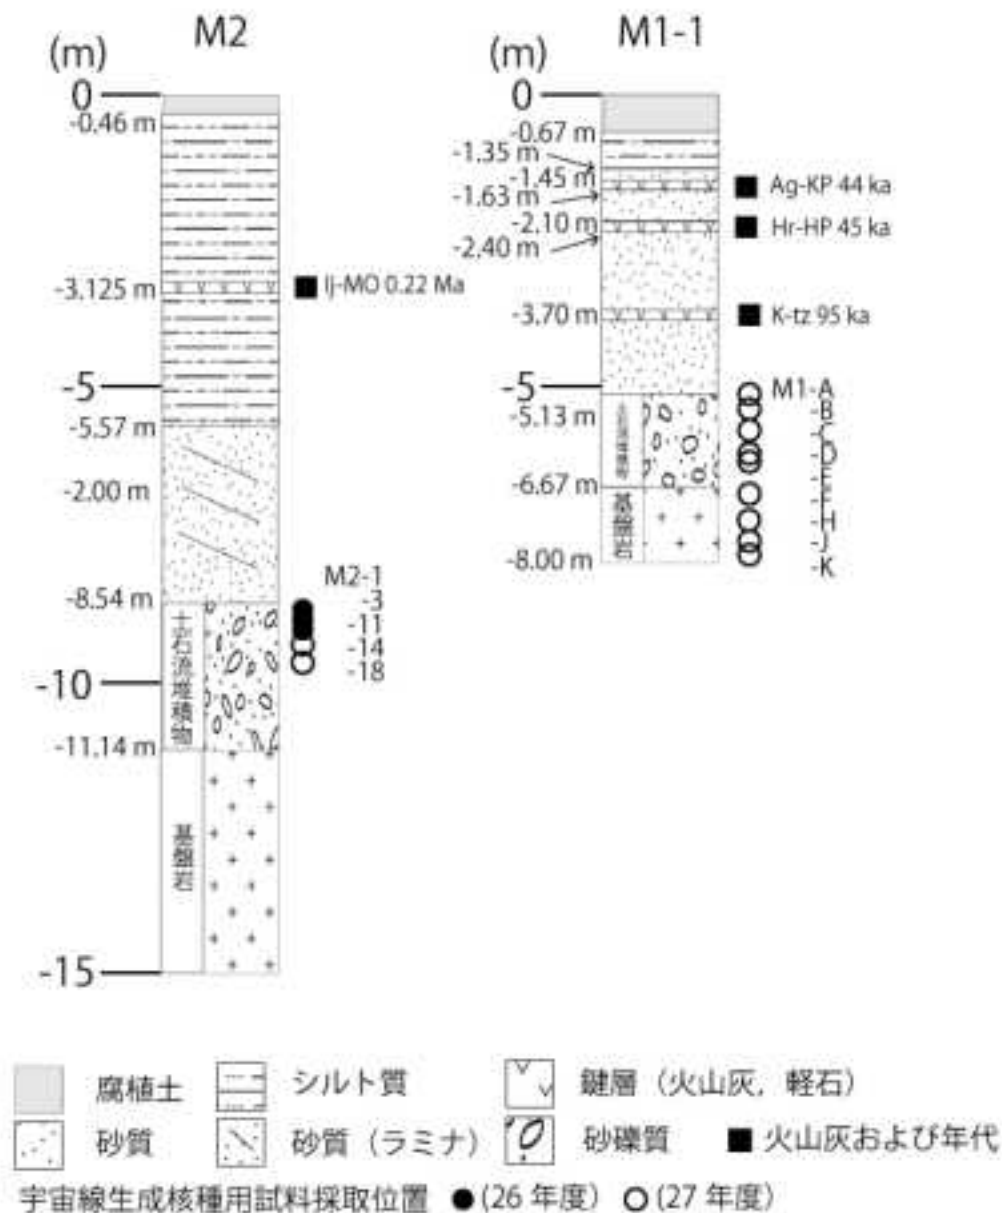 M2
(m)
0
-0.46 m
-3.125 m
Ij-MO 0.22 Ma
-5
-5.57 m
-2.00 m
-8.54 m
M2-1
-3
-11
-14
-18
土石流堆積物
-10
-11.14 m
基盤岩
-15
M1-1
(m)
0
-0.67 m
-1.35 m
-1.45 m
-1.63 m
Ag-KP 44 ka
-2.10 m
-2.40 m
Hr-HP 45 ka
-3.70 m
K-tz 95 ka
-5
-5.13 m
-6.67 m
基盤岩
-8.00 m
M1-A
-B
-C
-D
-E
-F
-H
-J
-K
腐植土
シルト質
鍵層（火山灰，軽石）
砂質
砂質（ラミナ）
砂礫質
■ 火山灰および年代
宇宙線生成核種用試料採取位置 ●(26 年度） ○(27 年度）